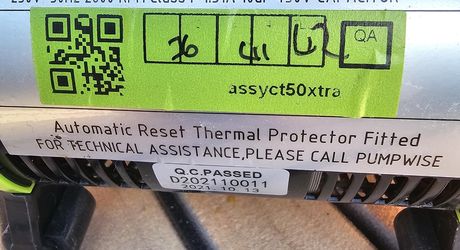 76 41
QA
assyct50xtra
Automatic Reset Thermal Protector Fitted
FOR TECHNICAL ASSISTANCE,PLEASE CALL PUMPWISE
Q.C.PASSED
D202110011
2021.10.13